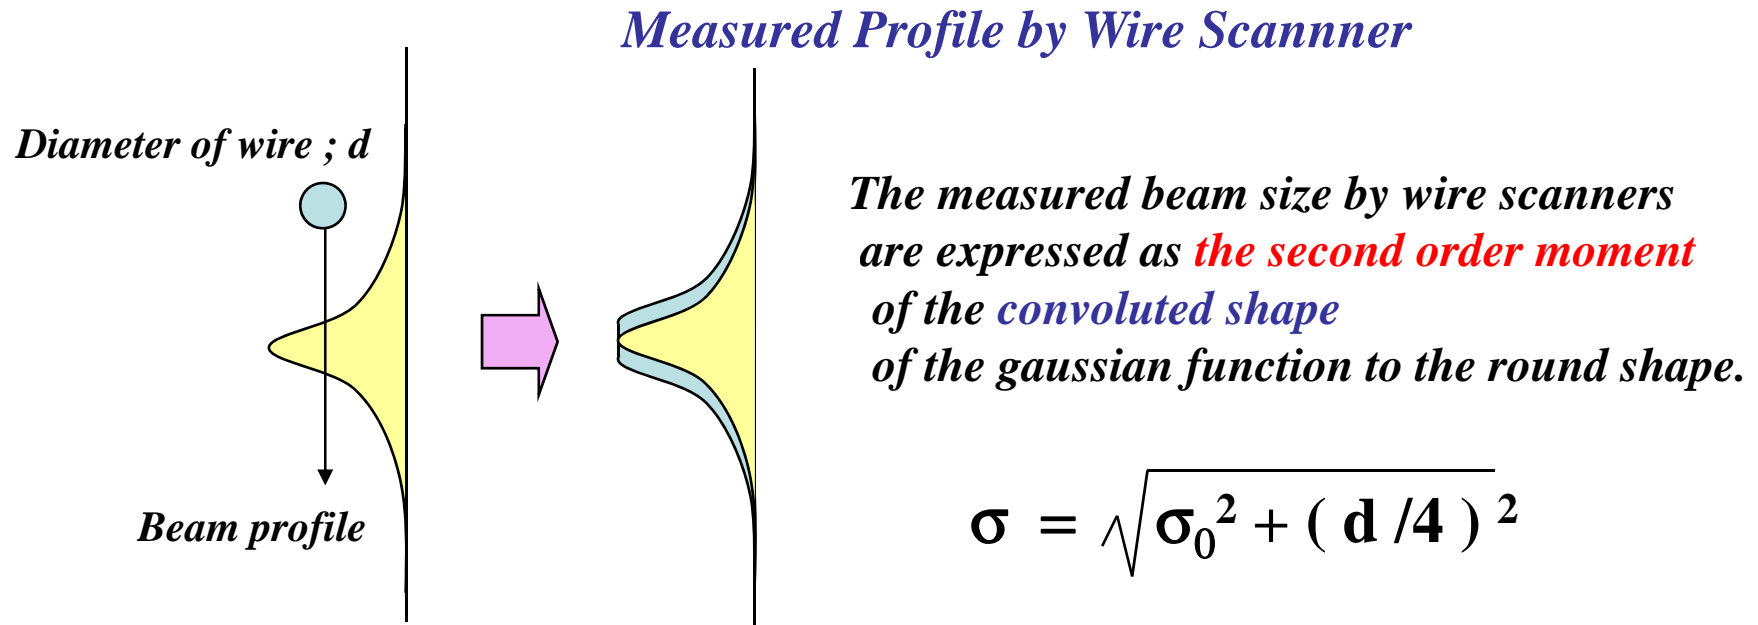 Measured Profile by Wire Scannner
Diameter of wire ; d
The measured beam size by wire scanners
are expressed as the second order moment
of the convoluted shape
of the gaussian function to the round shape.
Beam profile
σ = √σ₀² + ( d /4 ) ²